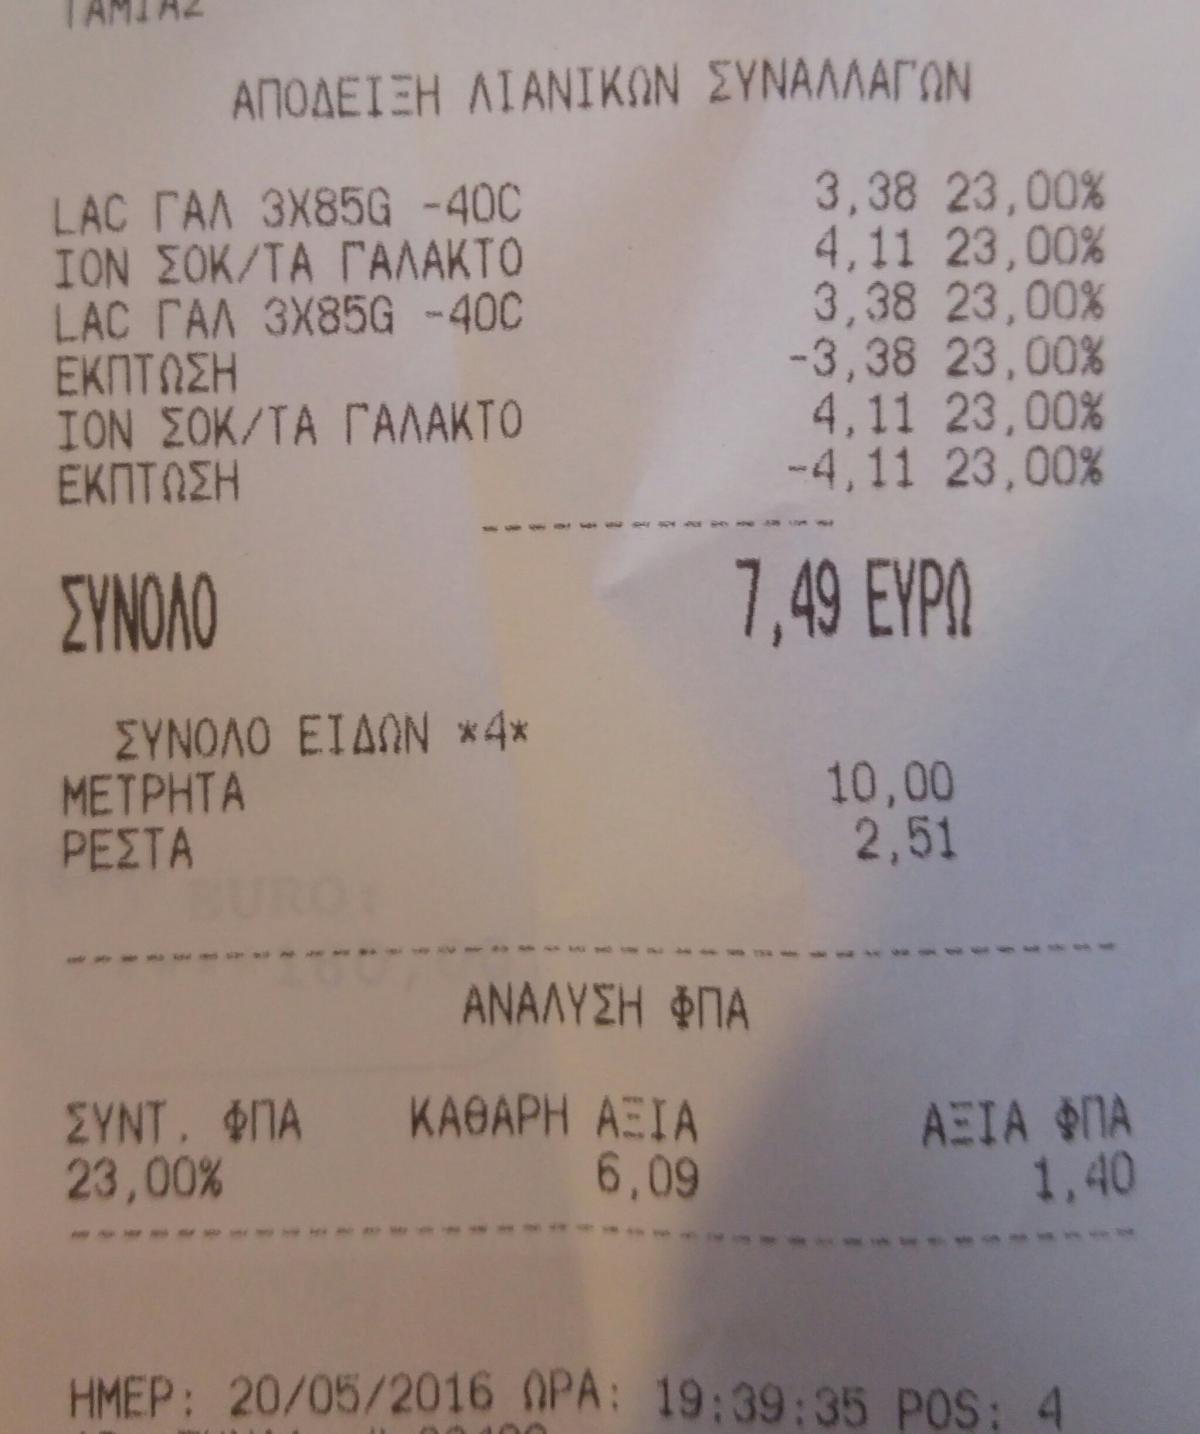 ΤΑΜΙΑΣ
ΑΠΟΔΕΙΞΗ ΛΙΑΝΙΚΩΝ ΣΥΝΑΛΛΑΓΩΝ
LAC ΓΑΛ 3X85G -40C 3,38 23,00%
ΙΟΝ ΣΟΚ/ΤΑ ΓΑΛΑΚΤΟ 4,11 23,00%
LAC ΓΑΛ 3X85G -40C 3,38 23,00%
ΕΚΠΤΩΣΗ -3,38 23,00%
ΙΟΝ ΣΟΚ/ΤΑ ΓΑΛΑΚΤΟ 4,11 23,00%
ΕΚΠΤΩΣΗ -4,11 23,00%
ΣΥΝΟΛΟ 7,49 ΕΥΡΩ
ΣΥΝΟΛΟ ΕΙΔΩΝ *4*
ΜΕΤΡΗΤΑ 10,00
ΡΕΣΤΑ 2,51
EURO:
ΑΝΑΛΥΣΗ ΦΠΑ
ΣΥΝΤ. ΦΠΑ ΚΑΘΑΡΗ ΑΞΙΑ ΑΞΙΑ ΦΠΑ
23,00% 6,09 1,40
ΗΜΕΡ: 20/05/2016 ΩΡΑ: 19:39:35 POS: 4